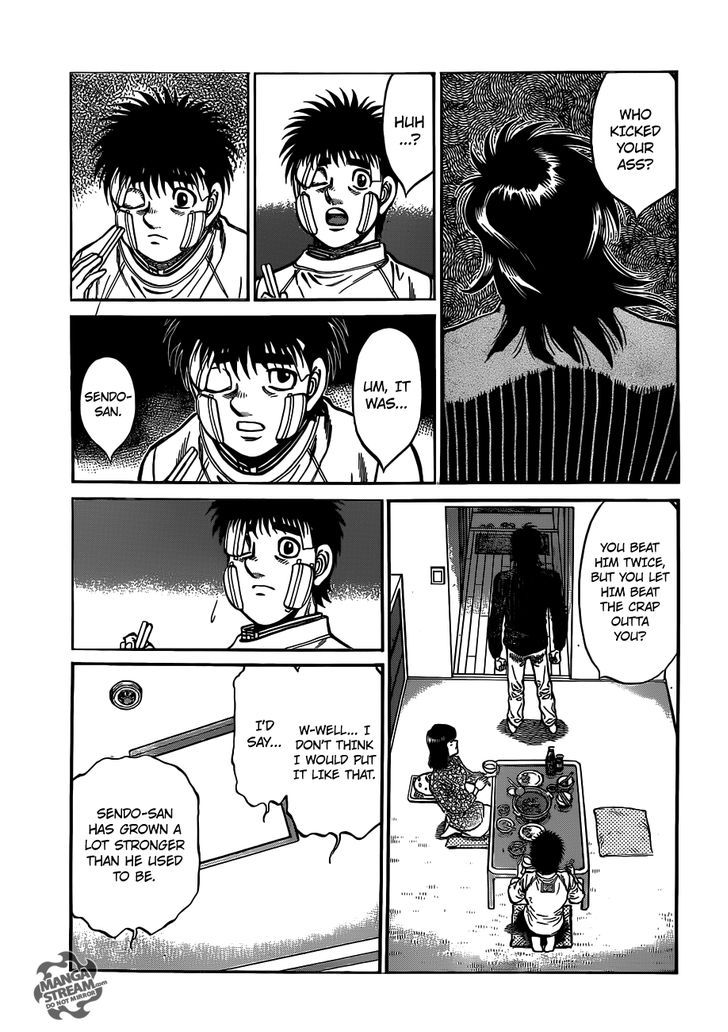 WHO
KICKED
YOUR
ASS?
HUH
...?
UM, IT
WAS...
SENDO-
SAN.
YOU BEAT
HIM TWICE,
BUT YOU LET
HIM BEAT
THE CRAP
OUTTA
YOU?
W-WELL... I
DON'T THINK
I WOULD PUT
IT LIKE THAT.
I'D
SAY...
SENDO-SAN
HAS GROWN A
LOT STRONGER
THAN HE USED
TO BE.
MANGA
STREAM.com
DO NOT MIRROR